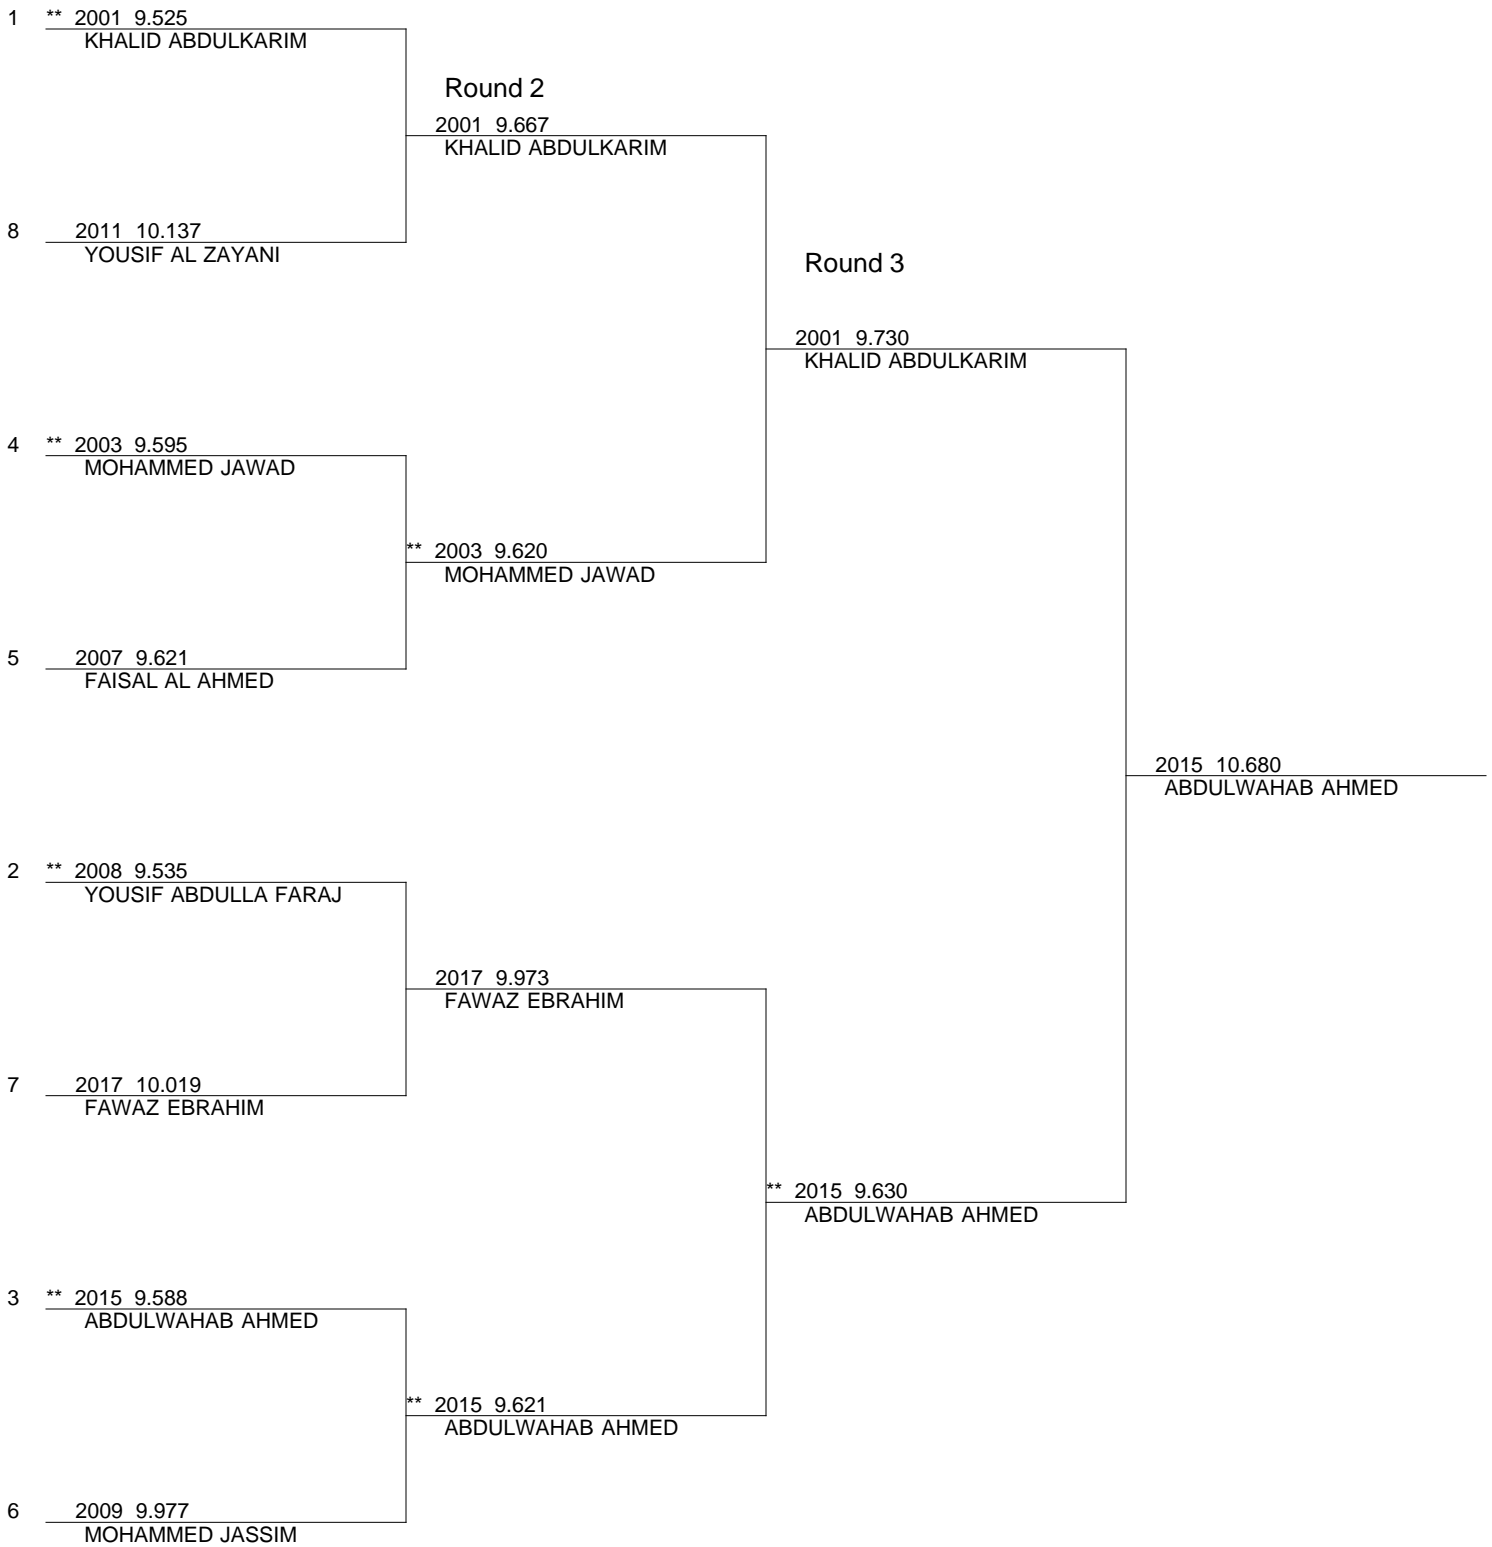 1 ** 2001 9.525
KHALID ABDULKARIM
Round 2
2001 9.667
KHALID ABDULKARIM
8 2011 10.137
YOUSIF AL ZAYANI
Round 3
2001 9.730
KHALID ABDULKARIM
4 ** 2003 9.595
MOHAMMED JAWAD
** 2003 9.620
MOHAMMED JAWAD
5 2007 9.621
FAISAL AL AHMED
2015 10.680
ABDULWAHAB AHMED
2 ** 2008 9.535
YOUSIF ABDULLA FARAJ
2017 9.973
FAWAZ EBRAHIM
7 2017 10.019
FAWAZ EBRAHIM
** 2015 9.630
ABDULWAHAB AHMED
3 ** 2015 9.588
ABDULWAHAB AHMED
** 2015 9.621
ABDULWAHAB AHMED
6 2009 9.977
MOHAMMED JASSIM